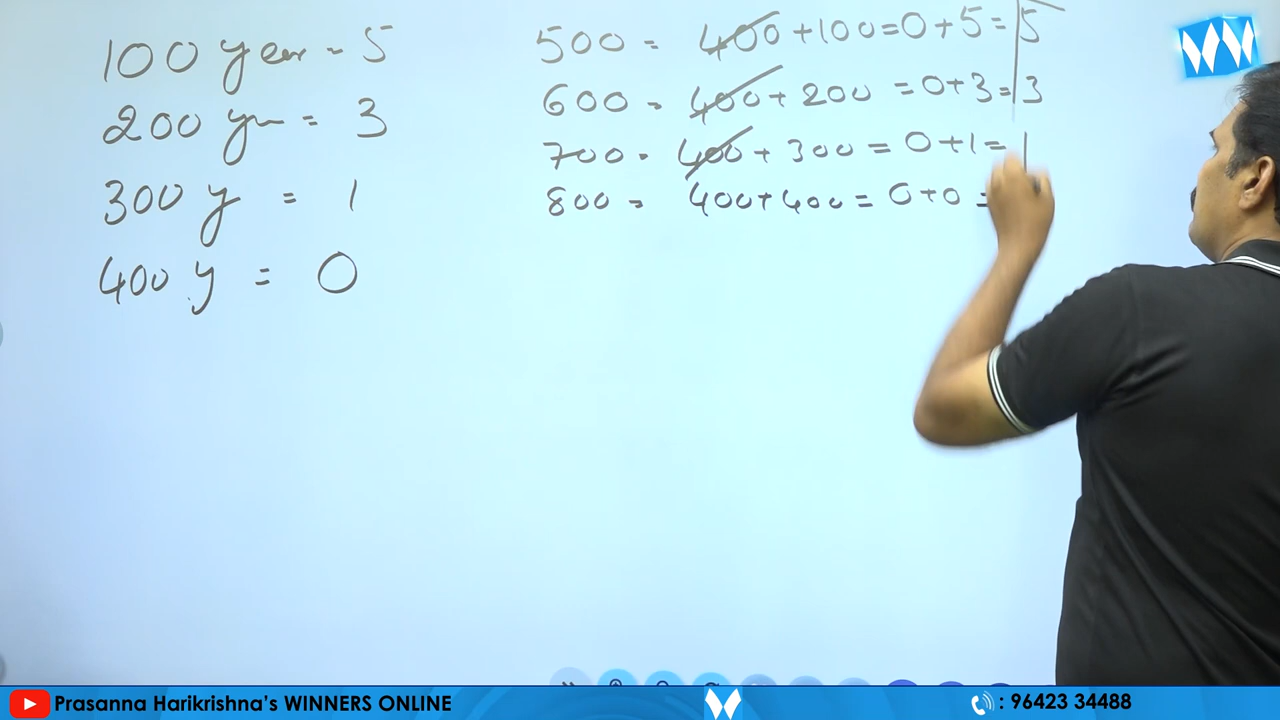 100 year = 5
200 yr = 3
300 y = 1
400 y = 0
500 = 400 + 100 = 0 + 5 = 5
600 = 400 + 200 = 0 + 3 = 3
700 = 400 + 300 = 0 + 1 = 1
800 = 400 + 400 = 0 + 0 =
Prasanna Harikrishna's WINNERS ONLINE
: 96423 34488